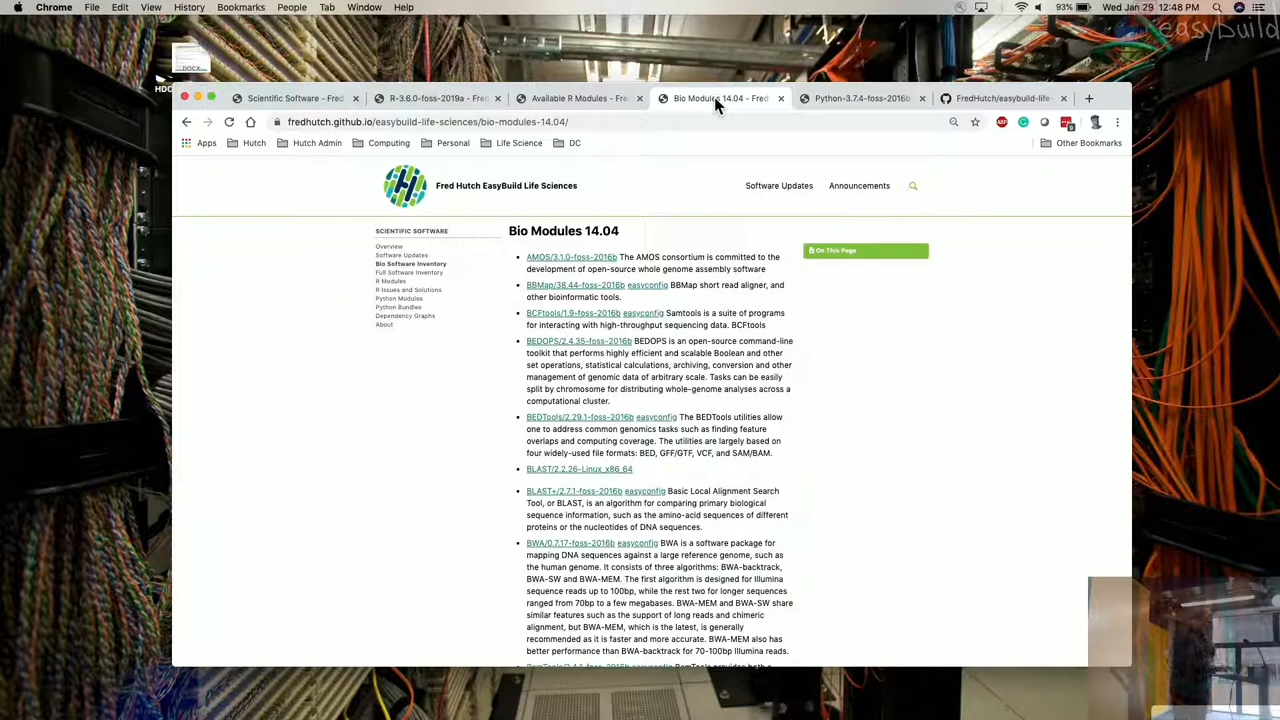 Chrome File Edit View History Bookmarks People Tab Window Help 93% Wed Jan 29 12:48 PM
easybuild
DOCX
Scientific Software - Fred R-3.6.0-foss-2019a - Fred Available R Modules - Fred Bio Modules 14.04 - Fred Python-3.7.4-foss-2016b FredHutch/easybuild-life-
fredhutch.github.io/easybuild-life-sciences/bio-modules-14.04/
Apps Hutch Hutch Admin Computing Personal Life Science DC Other Bookmarks
Fred Hutch EasyBuild Life Sciences Software Updates Announcements
SCIENTIFIC SOFTWARE
Overview
Software Updates
Bio Software Inventory
Full Software Inventory
R Modules
R Issues and Solutions
Python Modules
Python Bundles
Dependency Graphs
About
Bio Modules 14.04
On This Page
AMOS/3.1.0-foss-2016b The AMOS consortium is committed to the
development of open-source whole genome assembly software
BBMap/38.44-foss-2016b easyconfig BBMap short read aligner, and
other bioinformatic tools.
BCFtools/1.9-foss-2016b easyconfig Samtools is a suite of programs
for interacting with high-throughput sequencing data. BCFtools
BEDOPS/2.4.35-foss-2016b BEDOPS is an open-source command-line
toolkit that performs highly efficient and scalable Boolean and other
set operations, statistical calculations, archiving, conversion and other
management of genomic data of arbitrary scale. Tasks can be easily
split by chromosome for distributing whole-genome analyses across a
computational cluster.
BEDTools/2.29.1-foss-2016b easyconfig The BEDTools utilities allow
one to address common genomics tasks such as finding feature
overlaps and computing coverage. The utilities are largely based on
four widely-used file formats: BED, GFF/GTF, VCF, and SAM/BAM.
BLAST/2.2.26-Linux_x86_64
BLAST+/2.7.1-foss-2016b easyconfig Basic Local Alignment Search
Tool, or BLAST, is an algorithm for comparing primary biological
sequence information, such as the amino-acid sequences of different
proteins or the nucleotides of DNA sequences.
BWA/0.7.17-foss-2016b easyconfig BWA is a software package for
mapping DNA sequences against a large reference genome, such as
the human genome. It consists of three algorithms: BWA-backtrack,
BWA-SW and BWA-MEM. The first algorithm is designed for Illumina
sequence reads up to 100bp, while the rest two for longer sequences
ranged from 70bp to a few megabases. BWA-MEM and BWA-SW share
similar features such as the support of long reads and chimeric
alignment, but BWA-MEM, which is the latest, is generally
recommended as it is faster and more accurate. BWA-MEM also has
better performance than BWA-backtrack for 70-100bp Illumina reads.